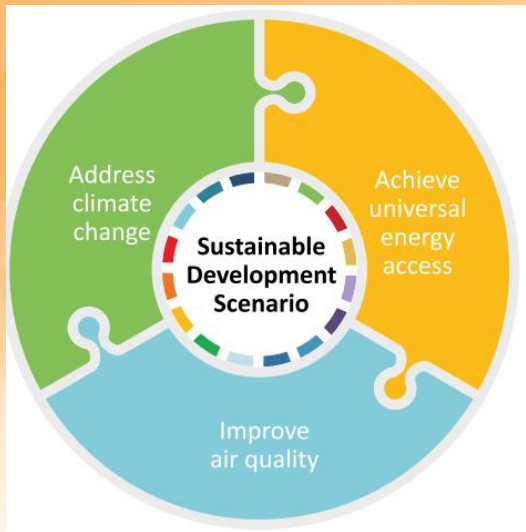 Address
climate
change
Achieve
universal
energy
access
Sustainable
Development
Scenario
Improve
air quality